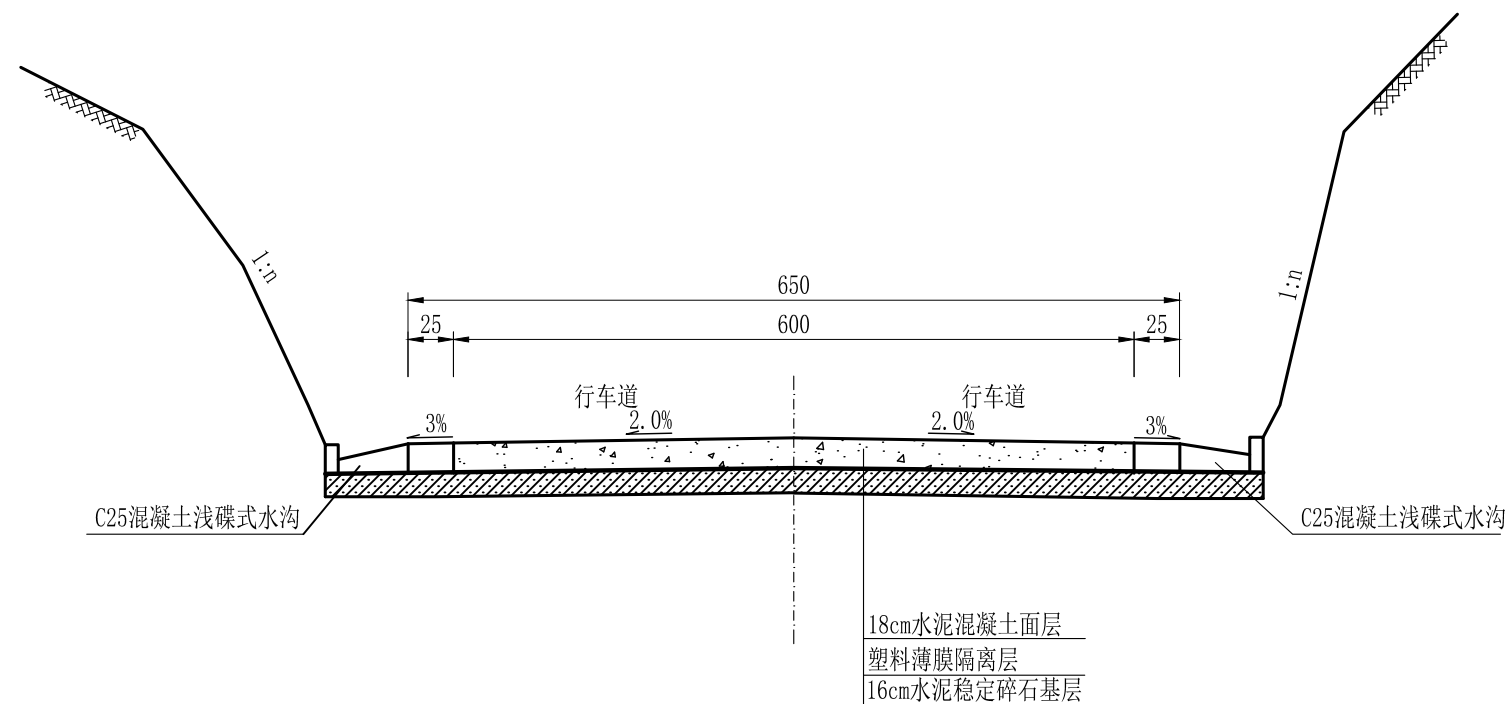 1:n
1:n
650
25
600
25
行车道
行车道
3%
2.0%
2.0%
3%
C25混凝土浅碟式水沟
C25混凝土浅碟式水沟
18cm水泥混凝土面层
塑料薄膜隔离层
16cm水泥稳定碎石基层